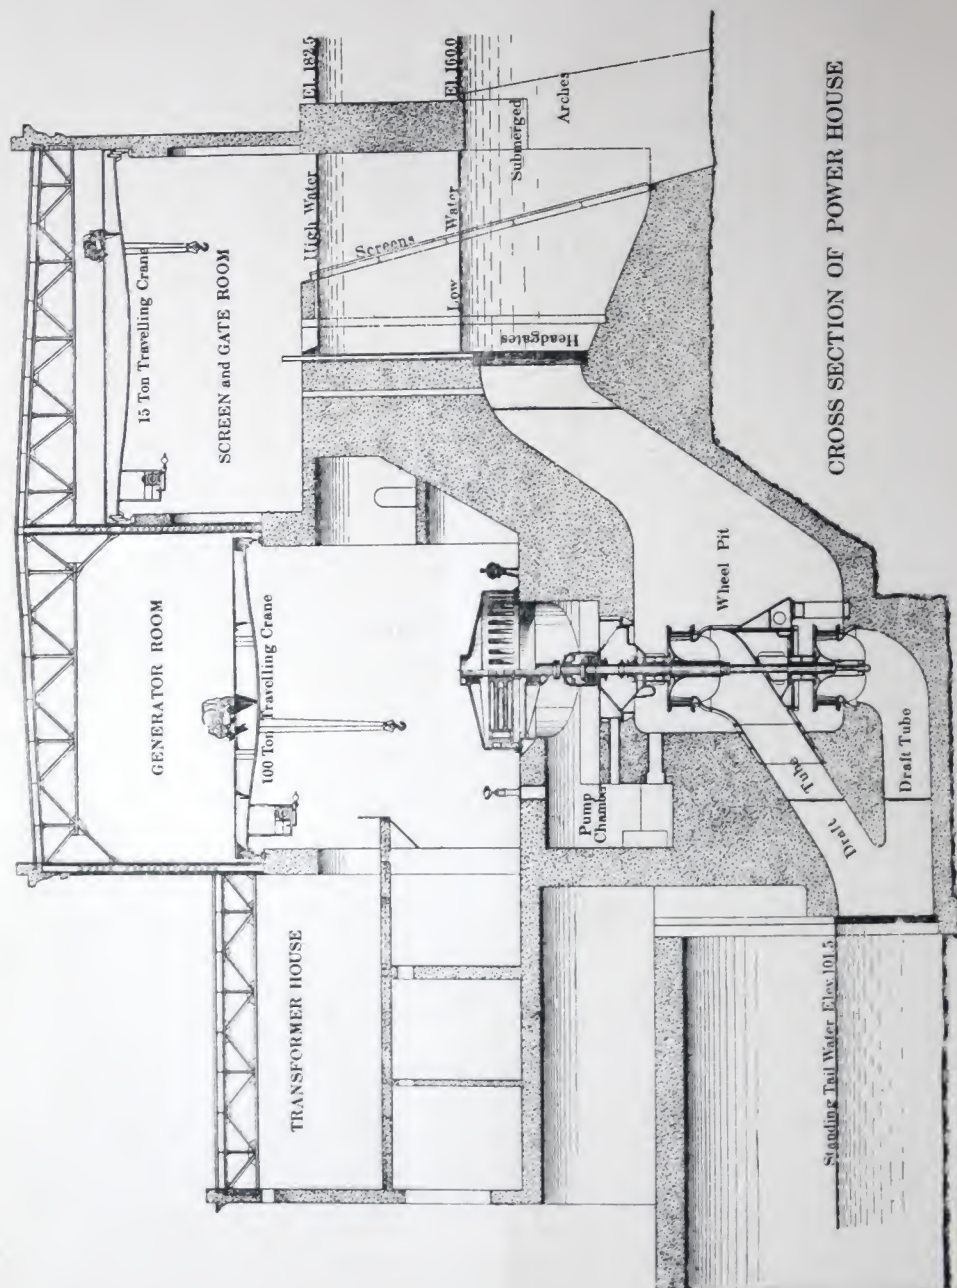 El. 182.5
El. 160.0
High Water
Low Water
Submerged
Arches
Screens
Headgates
15 Ton Travelling Crane
SCREEN and GATE ROOM
GENERATOR ROOM
100 Ton Travelling Crane
TRANSFORMER HOUSE
Wheel Pit
Pump
Chamber
Draft Tube
Draft Tube
Standing Tail Water Elev. 101.5
CROSS SECTION OF POWER HOUSE